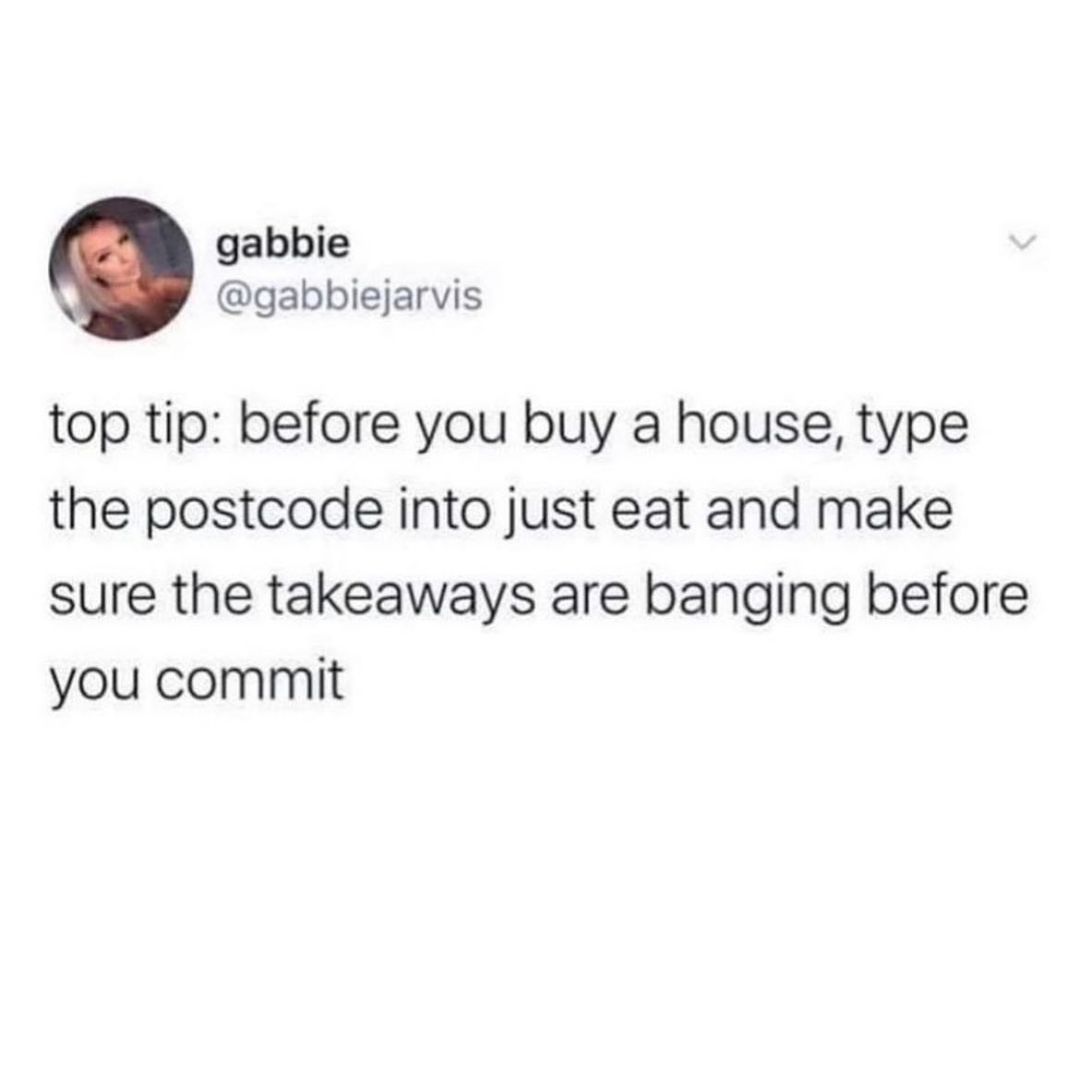 gabbie
@gabbiejarvis
top tip: before you buy a house, type
the postcode into just eat and make
sure the takeaways are banging before
you commit